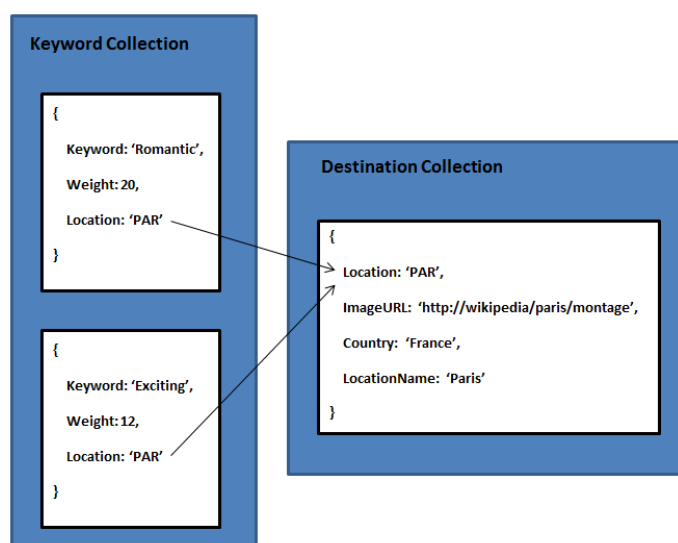 Keyword Collection
{
Keyword: ‘Romantic’,
Weight: 20,
Location: ‘PAR’
}
{
Keyword: ‘Exciting’,
Weight: 12,
Location: ‘PAR’
}
Destination Collection
{
Location: ‘PAR’,
ImageURL: ‘http://wikipedia/paris/montage’,
Country: ‘France’,
LocationName: ‘Paris’
}